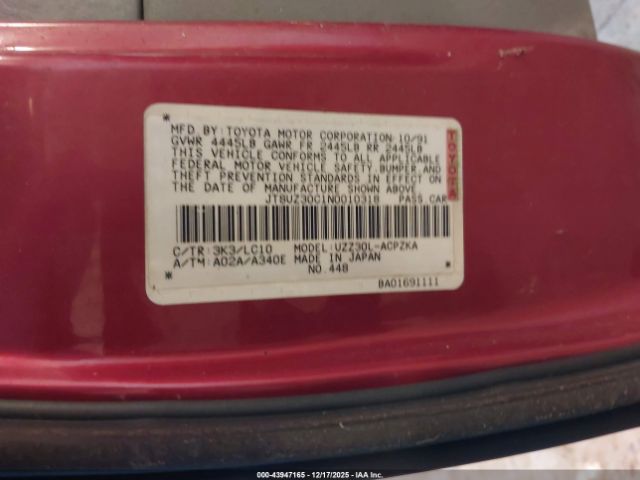 MFD. BY: TOYOTA MOTOR CORPORATION 10/91
GVWR 4445LB GAWR FR 2445LB RR 2445LB
THIS VEHICLE CONFORMS TO ALL APPLICABLE
FEDERAL MOTOR VEHICLE SAFETY, BUMPER, AND
THEFT PREVENTION STANDARDS IN EFFECT ON
THE DATE OF MANUFACTURE SHOWN ABOVE.
JT8UZ30C1N0010318 PASS CAR
TOYOTA
C/TR: 3K3/LC10 MODEL: UZZ30L-ACPZKA
A/TM: A02A/A340E MADE IN JAPAN
NO. 448
BA01691111
000-43947165 - 12/17/2025 - IAA Inc.